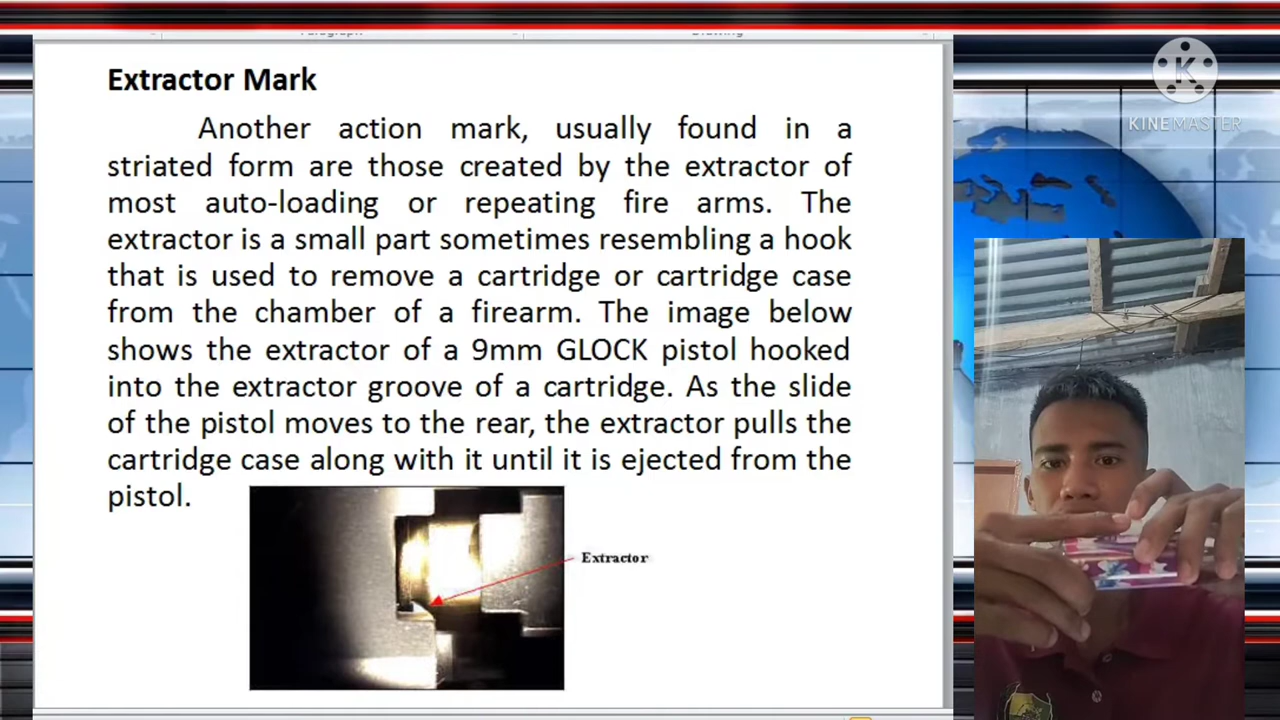 Extractor Mark
Another action mark, usually found in a
striated form are those created by the extractor of
most auto-loading or repeating fire arms. The
extractor is a small part sometimes resembling a hook
that is used to remove a cartridge or cartridge case
from the chamber of a firearm. The image below
shows the extractor of a 9mm GLOCK pistol hooked
into the extractor groove of a cartridge. As the slide
of the pistol moves to the rear, the extractor pulls the
cartridge case along with it until it is ejected from the
pistol.
Extractor
K
KINEMASTER